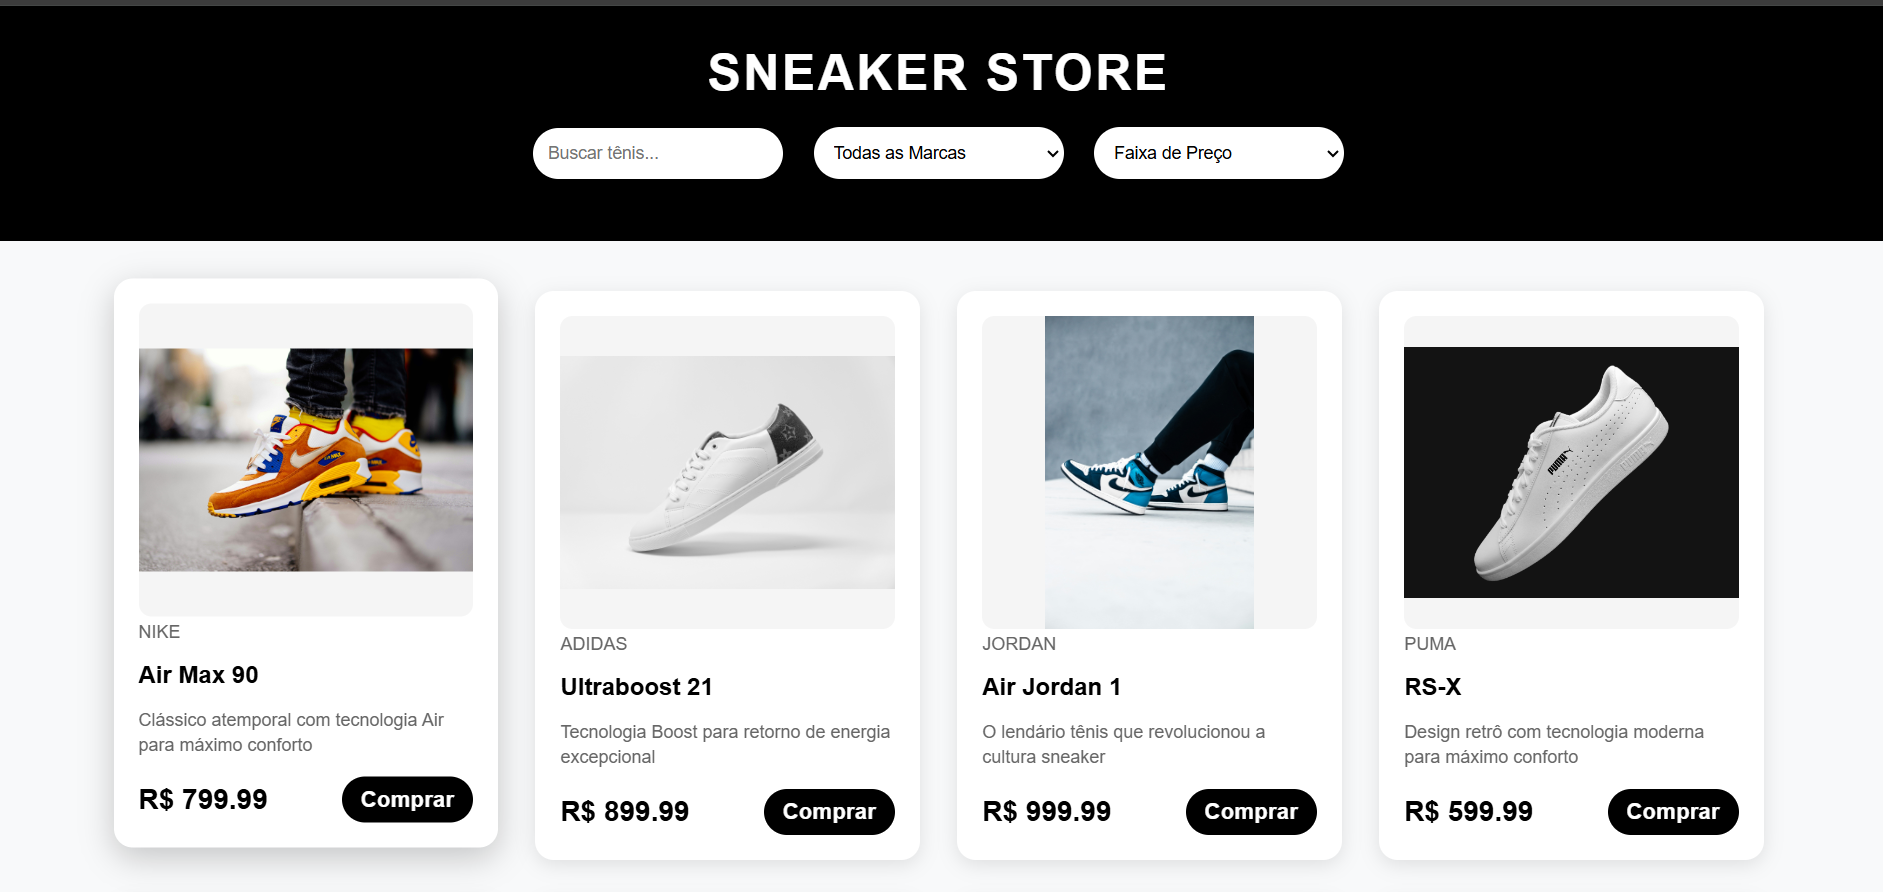 SNEAKER STORE
Buscar tênis...
Todas as Marcas
Faixa de Preço
NIKE
Air Max 90
Clássico atemporal com tecnologia Air
para máximo conforto
R$ 799.99
Comprar
PUMA
ADIDAS
Ultraboost 21
Tecnologia Boost para retorno de energia
excepcional
R$ 899.99
Comprar
JORDAN
Air Jordan 1
O lendário tênis que revolucionou a
cultura sneaker
R$ 999.99
Comprar
PUMA
RS-X
Design retrô com tecnologia moderna
para máximo conforto
R$ 599.99
Comprar